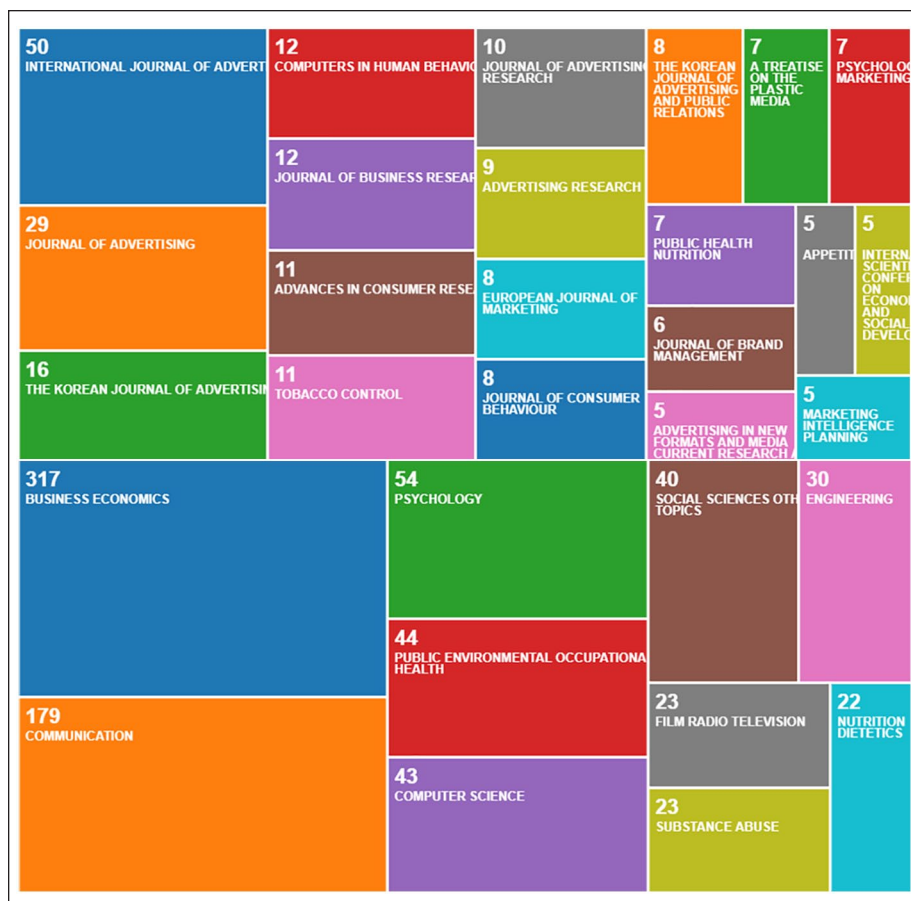 50
INTERNATIONAL JOURNAL OF ADVERT
29
JOURNAL OF ADVERTISING
16
THE KOREAN JOURNAL OF ADVERTISIN
12
COMPUTERS IN HUMAN BEHAVIO
12
JOURNAL OF BUSINESS RESEAR
11
ADVANCES IN CONSUMER RESEA
11
TOBACCO CONTROL
10
JOURNAL OF ADVERTISING
RESEARCH
9
ADVERTISING RESEARCH
8
EUROPEAN JOURNAL OF
MARKETING
8
JOURNAL OF CONSUMER
BEHAVIOUR
8
THE KOREAN
JOURNAL OF
ADVERTISING
AND PUBLIC
RELATIONS
7
A TREATISE
ON THE
PLASTIC
MEDIA
7
PSYCHOLOG
MARKETING
7
PUBLIC HEALTH
NUTRITION
6
JOURNAL OF BRAND
MANAGEMENT
5
ADVERTISING IN NEW
FORMATS AND MEDIA
CURRENT RESEARCH A
5
APPETIT
5
INTERNA
SCIENTI
CONFER
ON
ECONOM
AND
SOCIAL
DEVELO
5
MARKETING
INTELLIGENCE
PLANNING
317
BUSINESS ECONOMICS
179
COMMUNICATION
54
PSYCHOLOGY
44
PUBLIC ENVIRONMENTAL OCCUPATIONA
HEALTH
43
COMPUTER SCIENCE
40
SOCIAL SCIENCES OTH
TOPICS
30
ENGINEERING
23
FILM RADIO TELEVISION
23
SUBSTANCE ABUSE
22
NUTRITION
DIETETICS